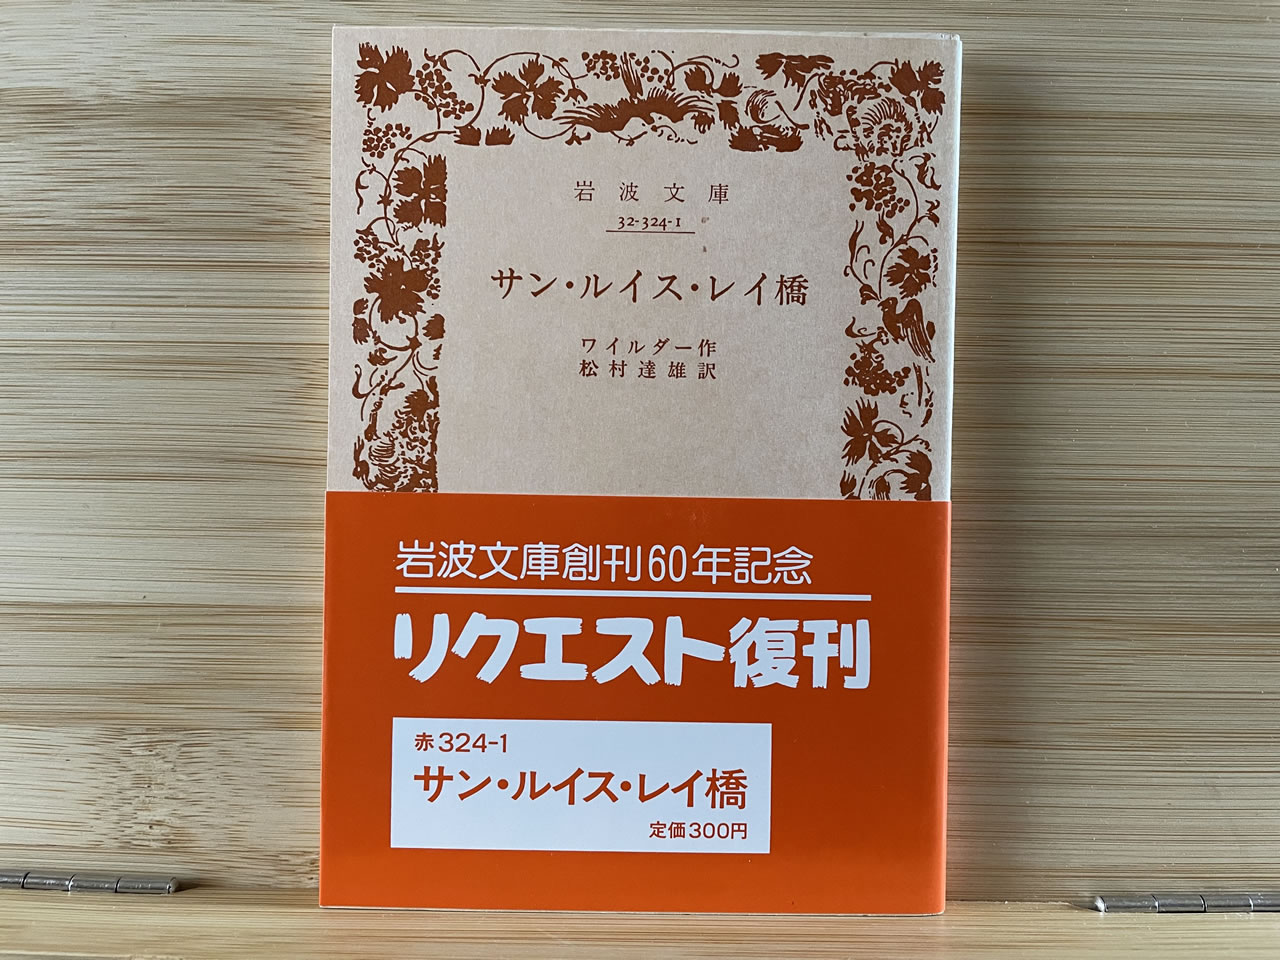 岩波文庫
32-324-1
サン・ルイス・レイ橋
ワイルダー作
松村達雄訳
岩波文庫創刊60年記念
リクエスト復刊
赤324-1
サン・ルイス・レイ橋
定価300円